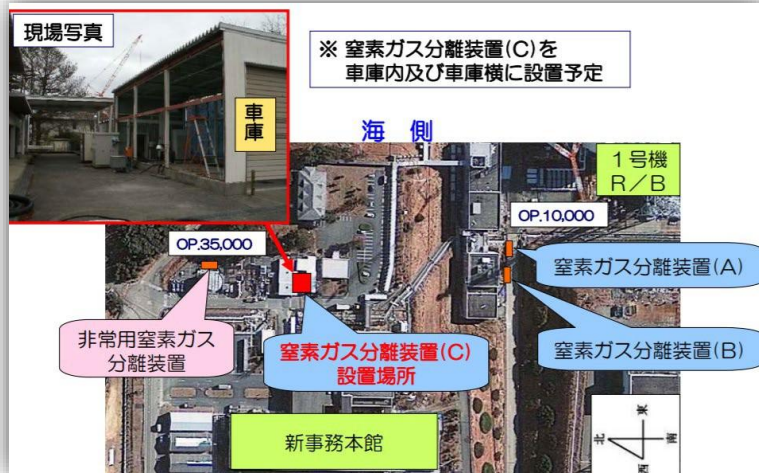 現場写真
車庫
※ 窒素ガス分離装置(C)を
車庫内及び車庫横に設置予定
海 側
1号機
R/B
OP.10,000
OP.35,000
窒素ガス分離装置(A)
非常用窒素ガス
分離装置
窒素ガス分離装置(C)
設置場所
窒素ガス分離装置(B)
新事務本館
東
北
南
西